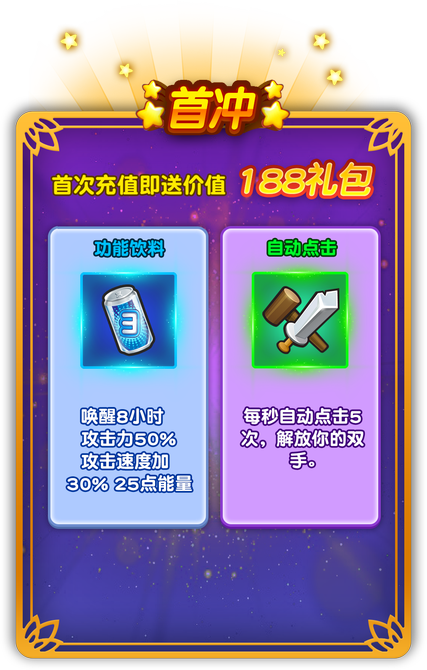 首冲
首次充值即送价值 188礼包
功能饮料
3
唤醒8小时
攻击力50%
攻击速度加
30% 25点能量
自动点击
每秒自动点击5
次，解放你的双
手。